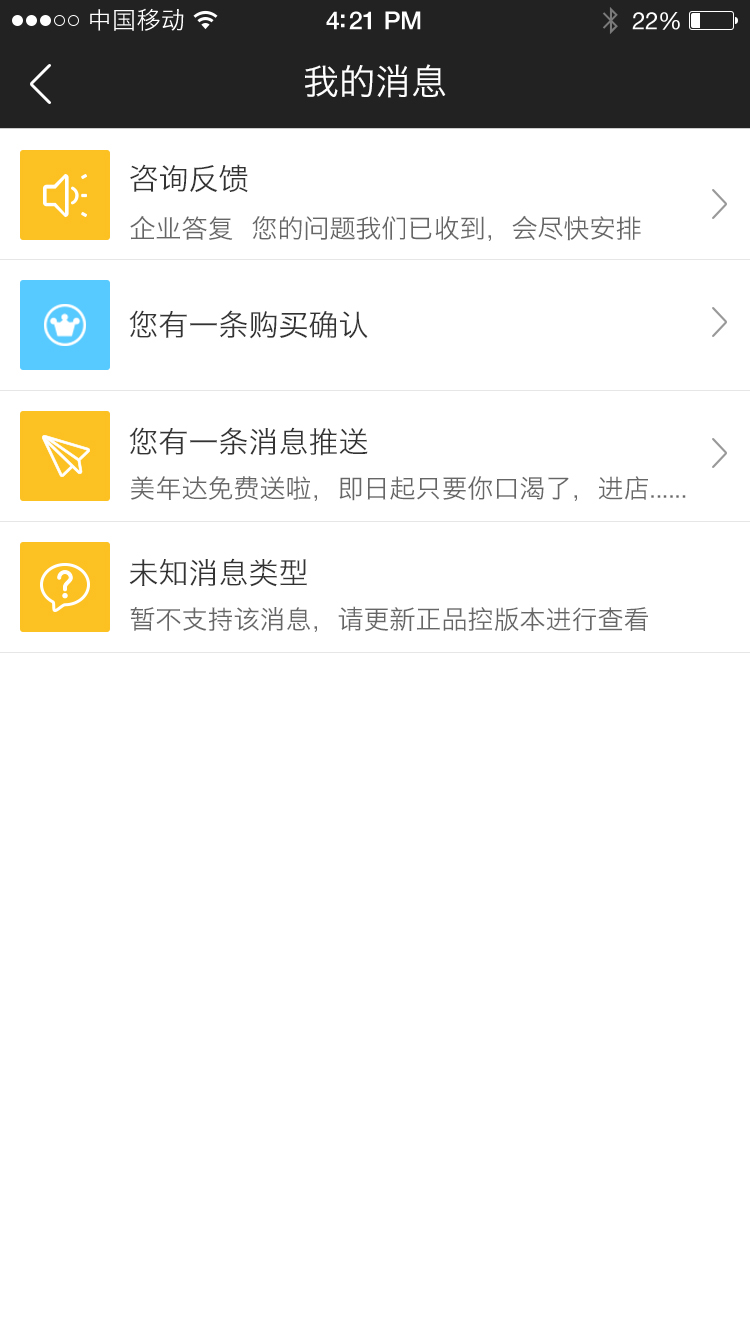 中国移动 4:21 PM 22%
我的消息
咨询反馈
企业答复 您的问题我们已收到，会尽快安排
您有一条购买确认
您有一条消息推送
美年达免费送啦，即日起只要你口渴了，进店......
未知消息类型
暂不支持该消息，请更新正品控版本进行查看